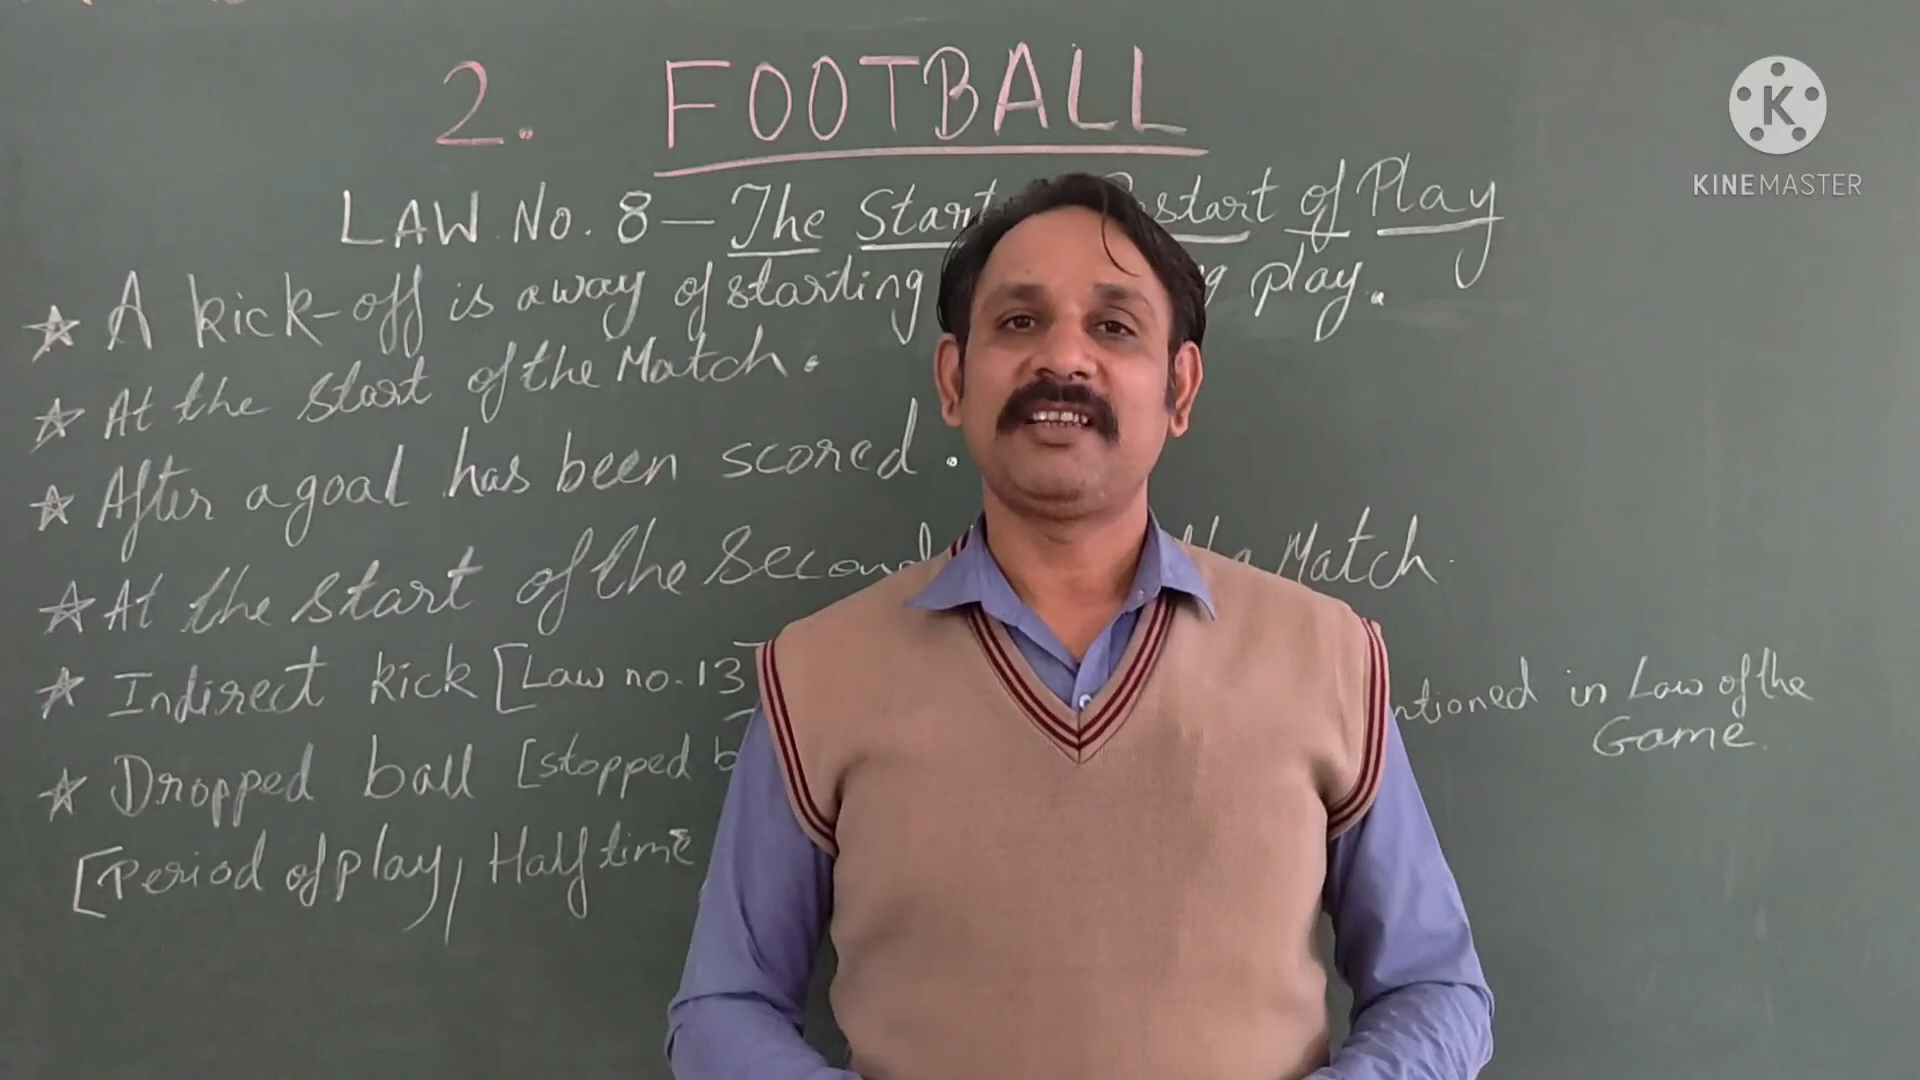 2. FOOTBALL
K
KINEMASTER
LAW No. 8 — The Start start of Play
★ A kick-off is a way of starting play.
★ At the start of the Match.
★ After a goal has been scored.
★ At the start of the Second Match.
★ Indirect kick [Law no. 13] in Law of the
Game.
★ Dropped ball [stopped
[Period of play, Half time